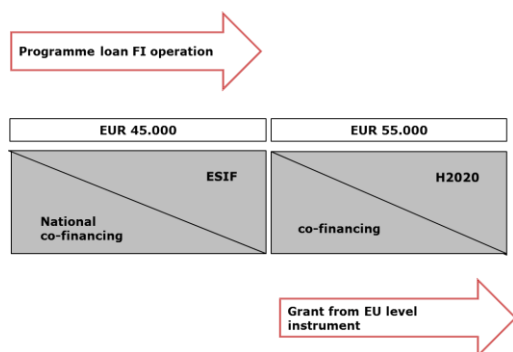 Programme loan FI operation
EUR 45.000
EUR 55.000
ESIF
H2020
National
co-financing
co-financing
Grant from EU level
instrument